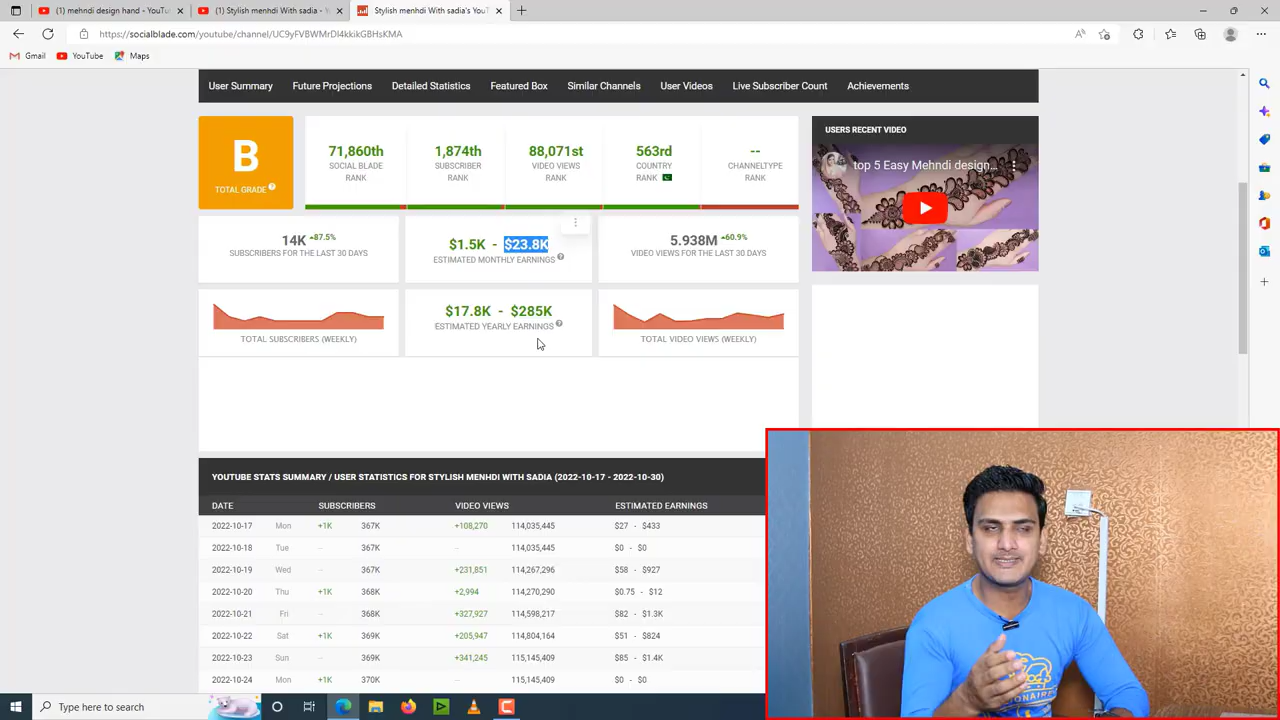 (1) mehndi design hand - YouTu
(1) Stylish menhdi With sadia - Y
Stylish menhdi With sadia's YouT
https://socialblade.com/youtube/channel/UC9yFVBWMrDI4kkikGBHsKMA
Gmail
YouTube
Maps
User Summary
Future Projections
Detailed Statistics
Featured Box
Similar Channels
User Videos
Live Subscriber Count
Achievements
B
TOTAL GRADE
71,860th
SOCIAL BLADE
RANK
1,874th
SUBSCRIBER
RANK
88,071st
VIDEO VIEWS
RANK
563rd
COUNTRY
RANK
--
CHANNELTYPE
RANK
USERS RECENT VIDEO
top 5 Easy Mehndi design...
14K 87.5%
SUBSCRIBERS FOR THE LAST 30 DAYS
$1.5K - $23.8K
ESTIMATED MONTHLY EARNINGS
5.938M 60.9%
VIDEO VIEWS FOR THE LAST 30 DAYS
TOTAL SUBSCRIBERS (WEEKLY)
$17.8K - $285K
ESTIMATED YEARLY EARNINGS
TOTAL VIDEO VIEWS (WEEKLY)
YOUTUBE STATS SUMMARY / USER STATISTICS FOR STYLISH MENHDI WITH SADIA (2022-10-17 - 2022-10-30)
DATE SUBSCRIBERS VIDEO VIEWS ESTIMATED EARNINGS
2022-10-17 Mon +1K 367K +108,270 114,035,445 $27 - $433
2022-10-18 Tue -- 367K -- 114,035,445 $0 - $0
2022-10-19 Wed -- 367K +231,851 114,267,296 $58 - $927
2022-10-20 Thu +1K 368K +2,994 114,270,290 $0.75 - $12
2022-10-21 Fri -- 368K +327,927 114,598,217 $82 - $1.3K
2022-10-22 Sat +1K 369K +205,947 114,804,164 $51 - $824
2022-10-23 Sun -- 369K +341,245 115,145,409 $85 - $1.4K
2022-10-24 Mon +1K 370K -- 115,145,409 $0 - $0
Type here to search